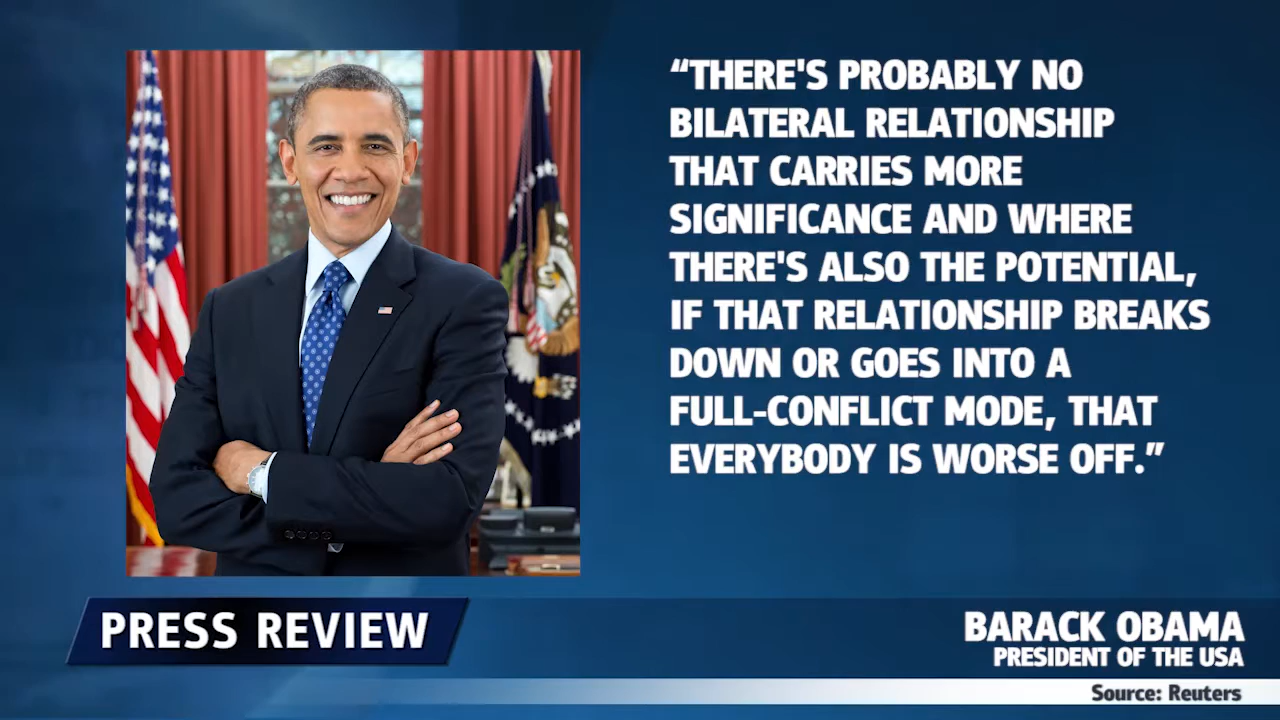 “THERE'S PROBABLY NO
BILATERAL RELATIONSHIP
THAT CARRIES MORE
SIGNIFICANCE AND WHERE
THERE'S ALSO THE POTENTIAL,
IF THAT RELATIONSHIP BREAKS
DOWN OR GOES INTO A
FULL-CONFLICT MODE, THAT
EVERYBODY IS WORSE OFF.”
PRESS REVIEW
BARACK OBAMA
PRESIDENT OF THE USA
Source: Reuters